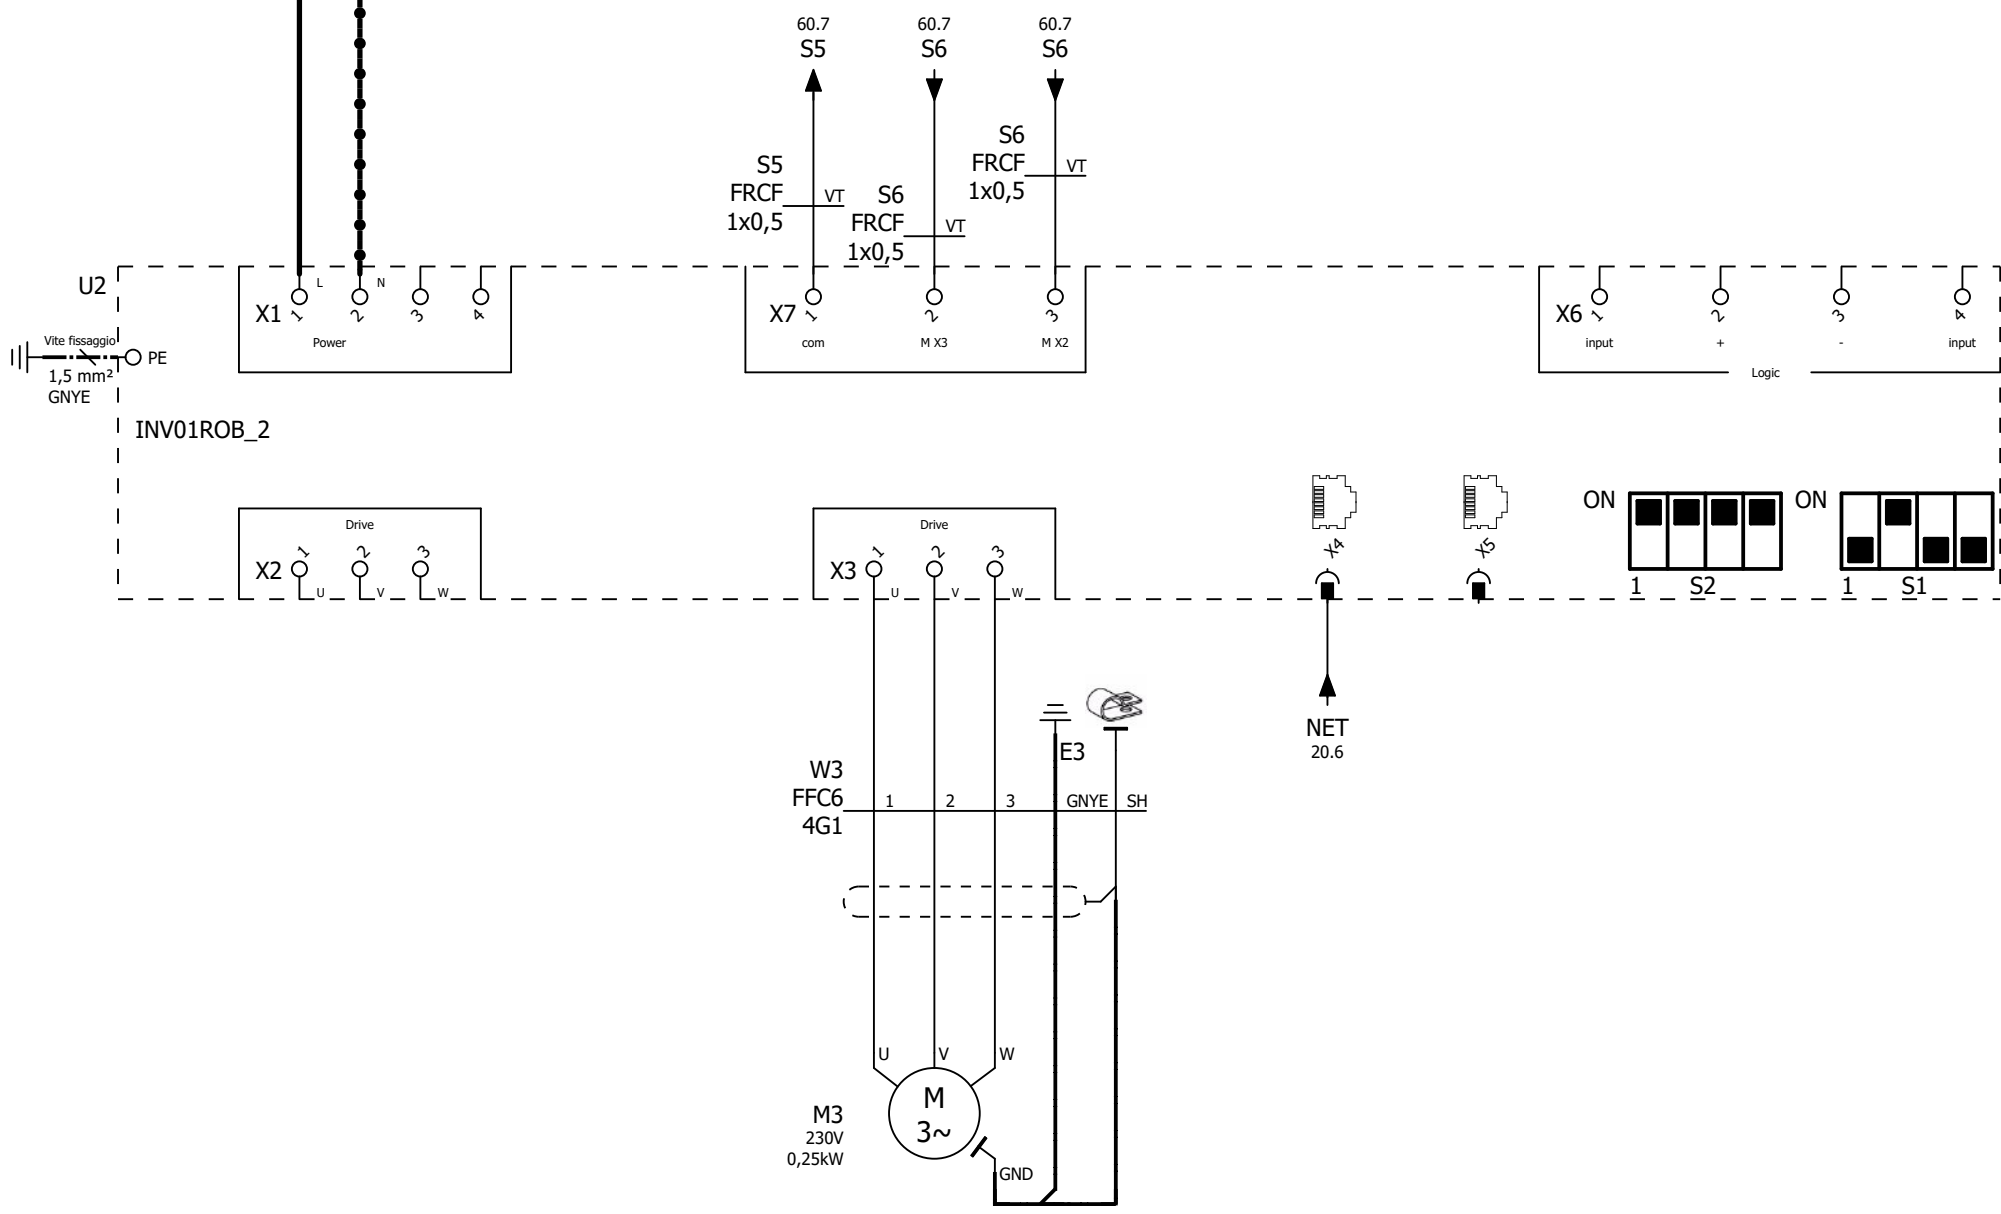 60.7
S5
60.7
S6
60.7
S6
S5
FRCF
1x0,5
VT
S6
FRCF
1x0,5
VT
S6
FRCF
1x0,5
VT
U2
X1
L
N
1
2
3
4
Power
X7
1
2
3
com
M X3
M X2
X6
1
2
3
4
input
+
-
input
Logic
Vite fissaggio
PE
1,5 mm²
GNYE
INV01ROB_2
Drive
X2
1
2
3
U
V
W
Drive
X3
1
2
3
U
V
W
X4
X5
ON
1
S2
ON
1
S1
NET
20.6
E3
W3
FFC6
4G1
1
2
3
GNYE
SH
U
V
W
M
3~
M3
230V
0,25kW
GND